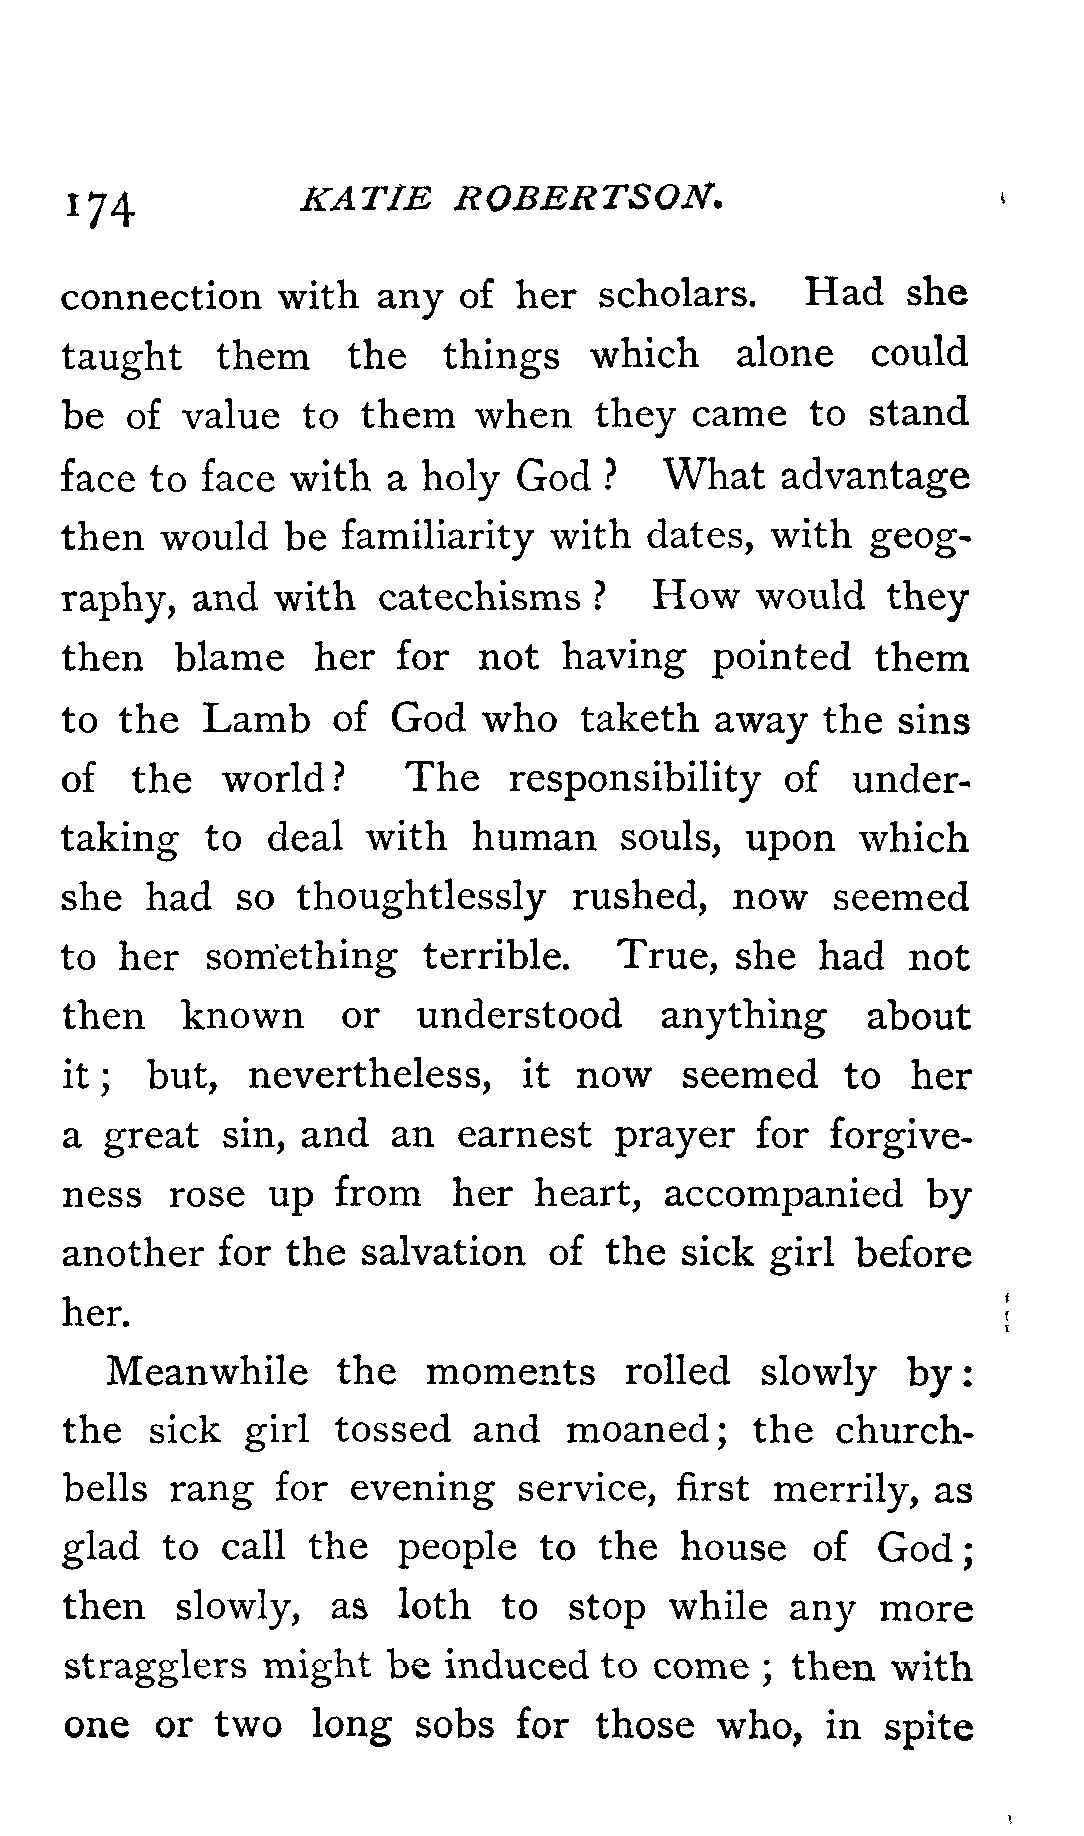 174 KATIE ROBERTSON.
connection with any of her scholars. Had she
taught them the things which alone could
be of value to them when they came to stand
face to face with a holy God ? What advantage
then would be familiarity with dates, with geog-
raphy, and with catechisms ? How would they
then blame her for not having pointed them
to the Lamb of God who taketh away the sins
of the world? The responsibility of under-
taking to deal with human souls, upon which
she had so thoughtlessly rushed, now seemed
to her something terrible. True, she had not
then known or understood anything about
it ; but, nevertheless, it now seemed to her
a great sin, and an earnest prayer for forgive-
ness rose up from her heart, accompanied by
another for the salvation of the sick girl before
her.
Meanwhile the moments rolled slowly by :
the sick girl tossed and moaned; the church-
bells rang for evening service, first merrily, as
glad to call the people to the house of God ;
then slowly, as loth to stop while any more
stragglers might be induced to come ; then with
one or two long sobs for those who, in spite